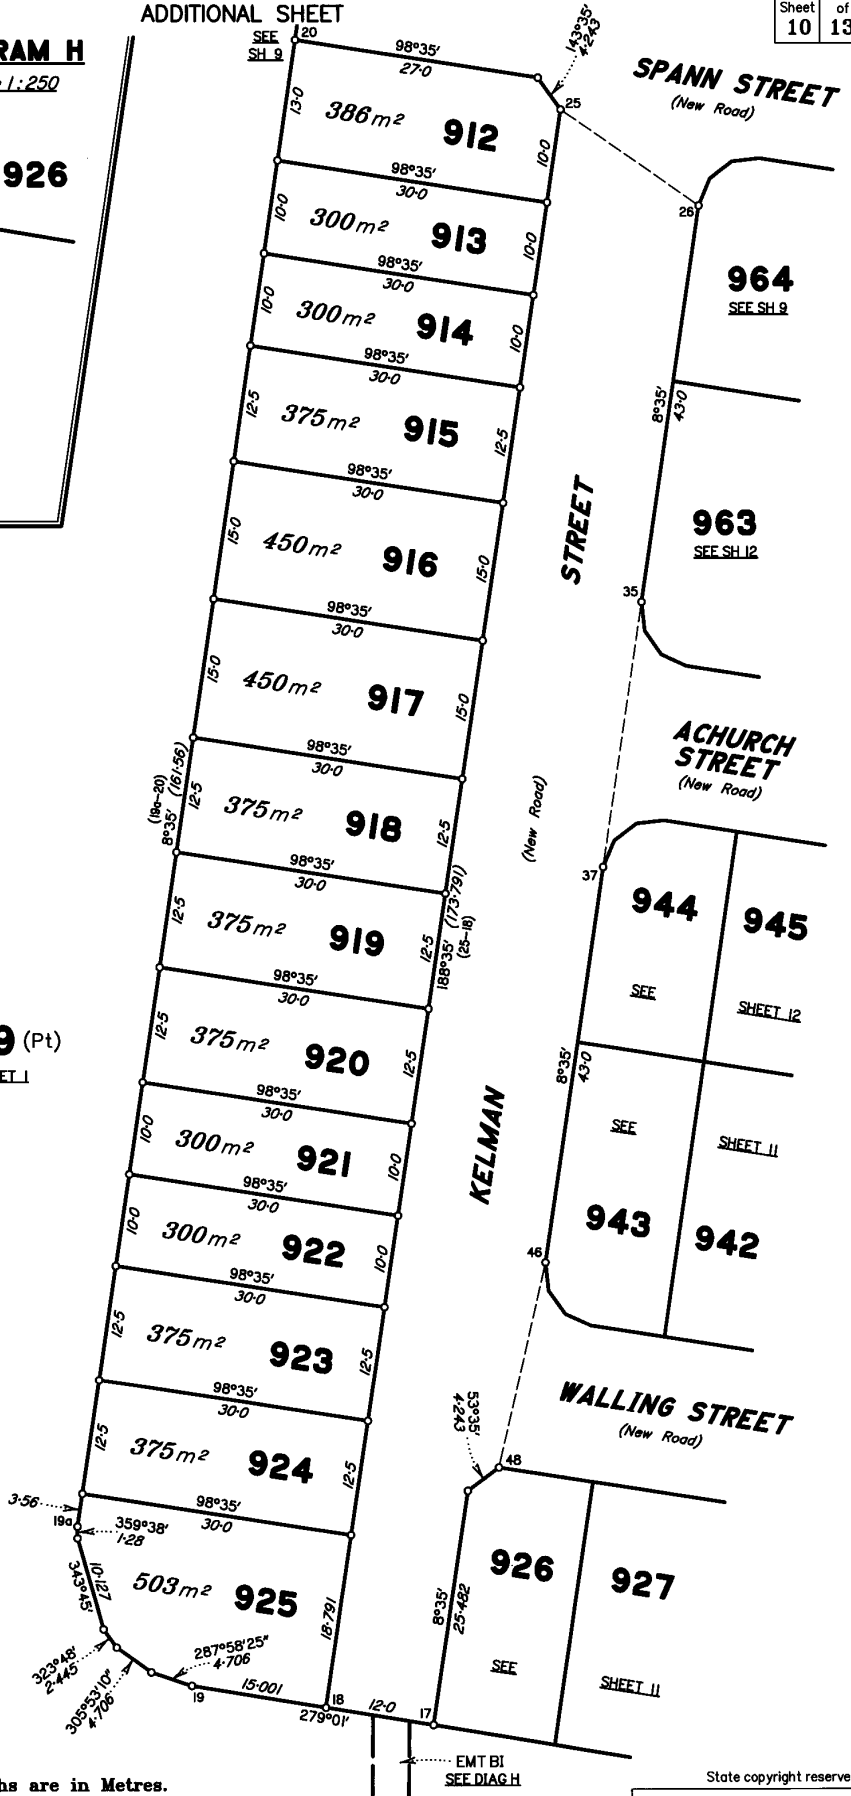 ADDITIONAL SHEET
Sheet of
10 13
RAM H
1:250
926
SEE
SH 9
20
98°35'
27·0
143°35'
4·243
25
SPANN STREET
(New Road)
13·0
386m²
912
10·0
98°35'
30·0
26
10·0
300m²
913
10·0
964
SEE SH 9
98°35'
30·0
10·0
300m²
914
10·0
98°35'
30·0
8°35'
43·0
12·5
375m²
915
12·5
98°35'
30·0
STREET
963
SEE SH 12
15·0
450m²
916
15·0
35
98°35'
30·0
15·0
450m²
917
15·0
ACHURCH
STREET
(New Road)
98°35'
30·0
(19a-20)
8°35' (161·56)
12·5
375m²
918
12·5
(New Road)
98°35'
30·0
37
944
945
SEE
SHEET 12
12·5
375m²
919
12·5
188°35' (173·791)
(25-18)
98°35'
30·0
9 (Pt)
ET 1
12·5
375m²
920
12·5
8°35'
43·0
98°35'
30·0
KELMAN
SEE
SHEET 11
10·0
300m²
921
10·0
98°35'
30·0
943
942
10·0
300m²
922
10·0
46
98°35'
30·0
12·5
375m²
923
12·5
98°35'
30·0
53°35'
4·243
WALLING STREET
(New Road)
12·5
375m²
924
12·5
48
98°35'
30·0
3·56
19a
359°38'
1·28
10·127
343°45'
503m²
925
18·791
8°35'
25·482
926
927
SEE
SHEET 11
323°48'
2·445
305°53'10"
4·706
287°58'25"
4·706
19
15·001
18
279°01'
12·0
17
EMT BI
SEE DIAG H
hs are in Metres.
State copyright reserve